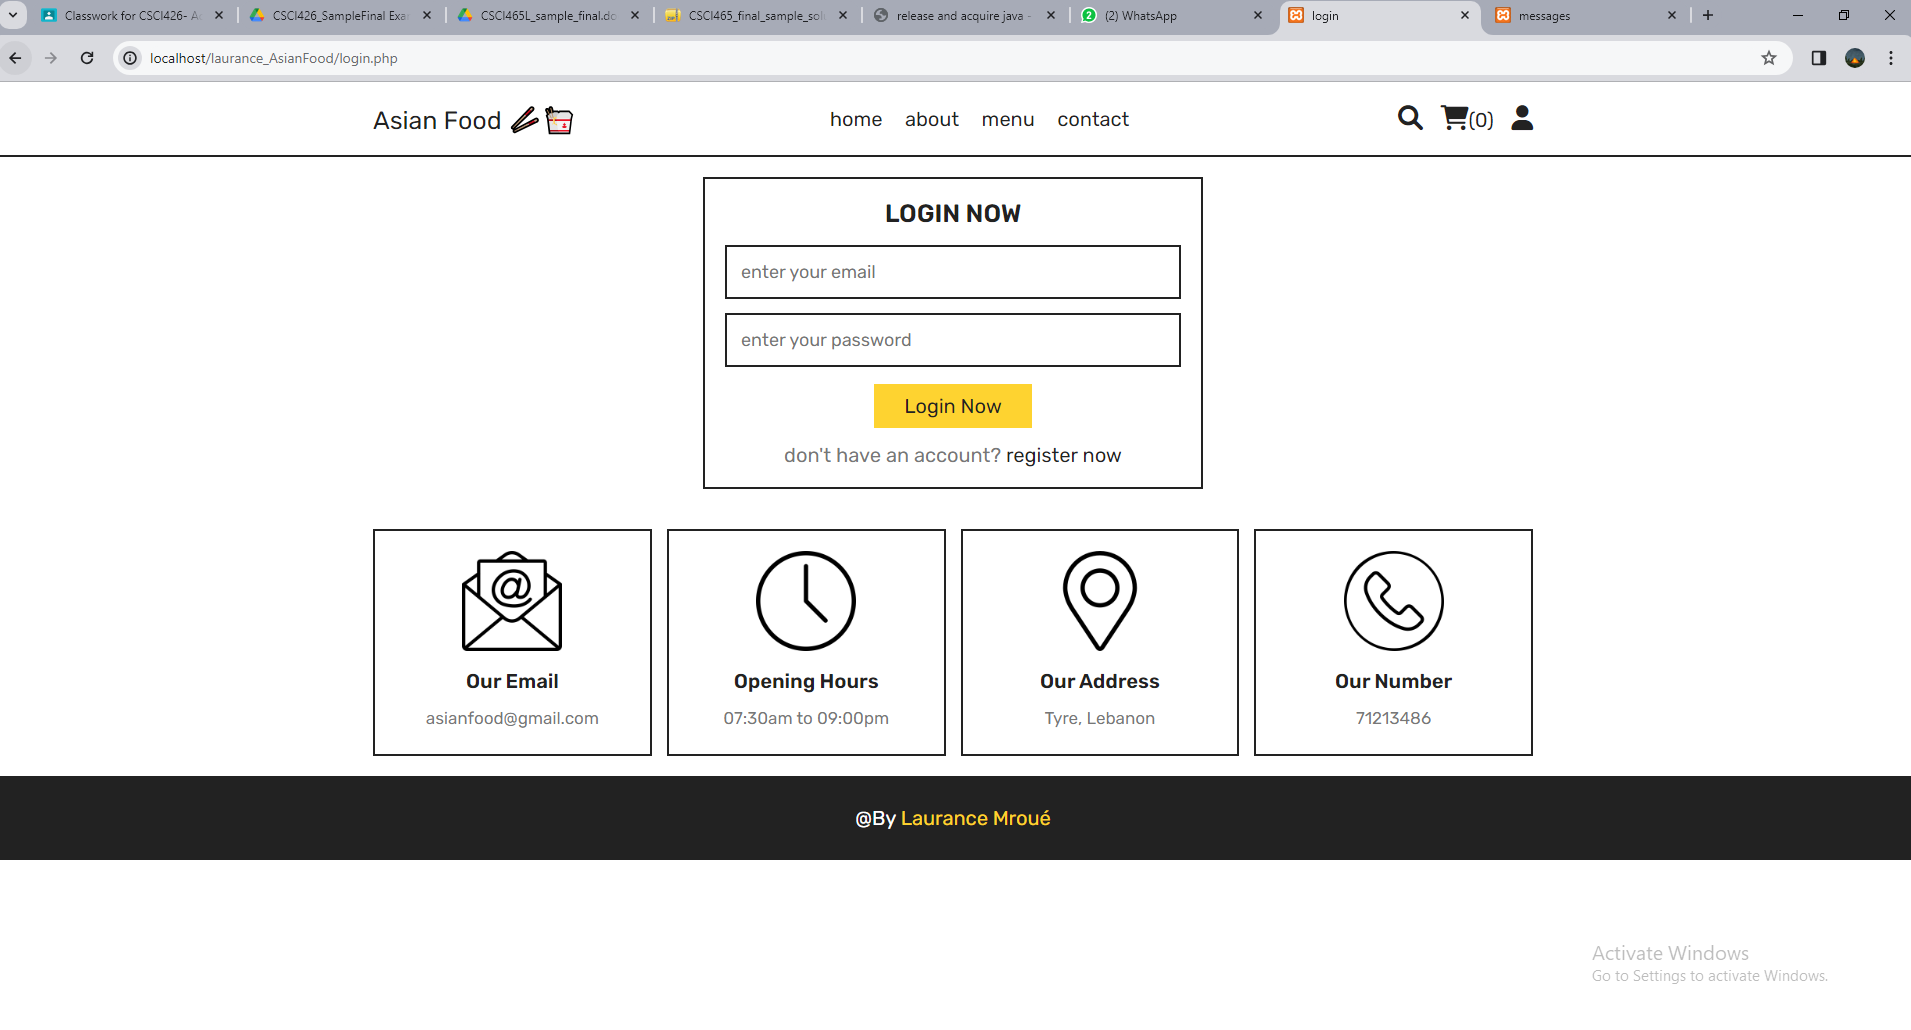 Classwork for CSCI426- Ac
CSCI426_SampleFinal Exa
CSCI465L_sample_final.do
CSCI465_final_sample_sol
release and acquire java -
2
(2) WhatsApp
login
messages
localhost/laurance_AsianFood/login.php
Asian Food
home about menu contact
(0)
LOGIN NOW
enter your email
enter your password
Login Now
don't have an account? register now
@
Our Email
asianfood@gmail.com
Opening Hours
07:30am to 09:00pm
Our Address
Tyre, Lebanon
Our Number
71213486
@By Laurance Mroué
Activate Windows
Go to Settings to activate Windows.